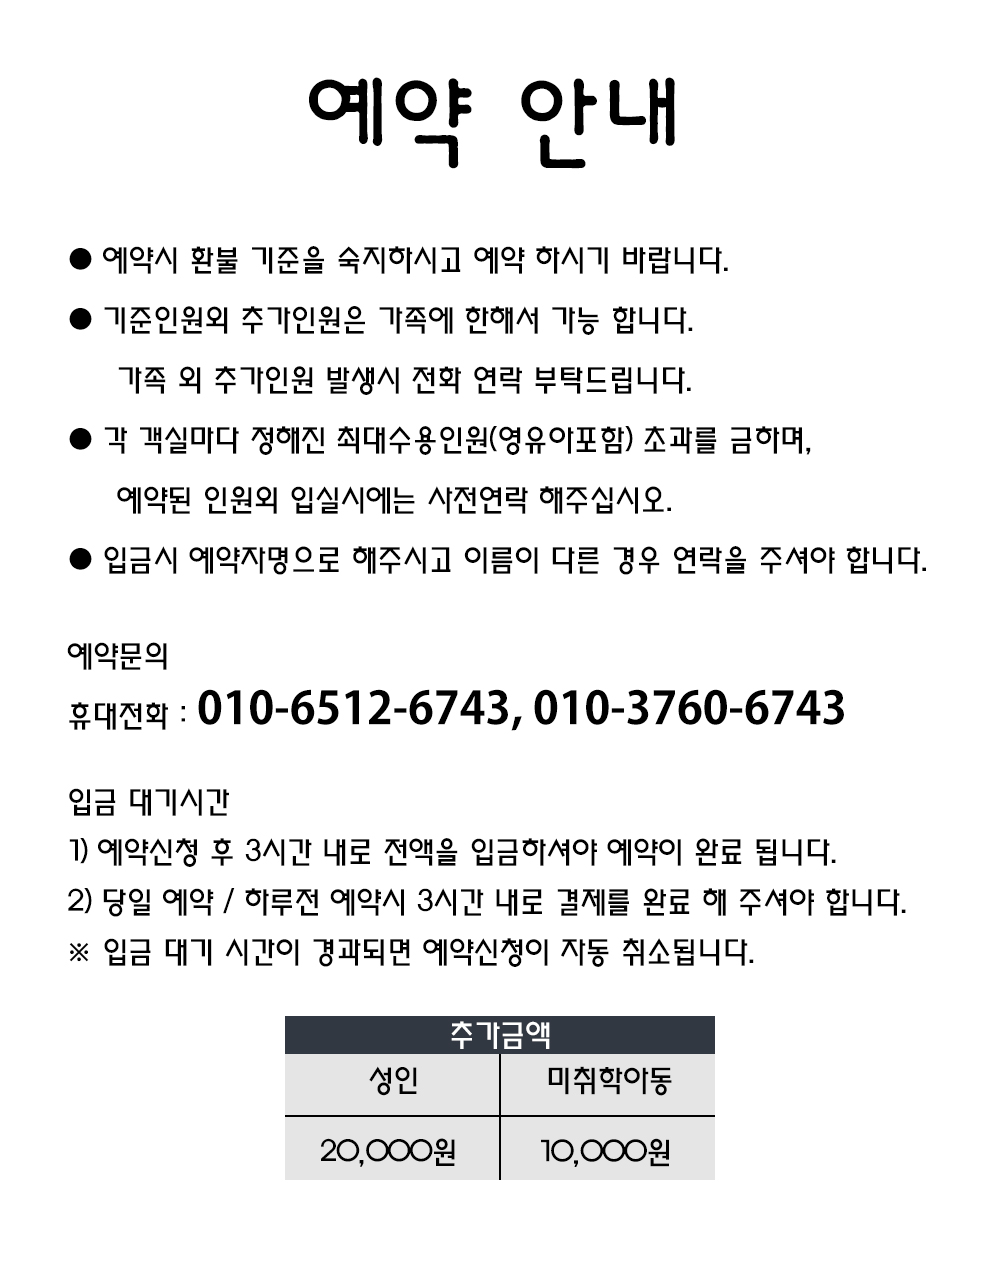 예약 안내
● 예약시 환불 기준을 숙지하시고 예약 하시기 바랍니다.
● 기준인원외 추가인원은 가족에 한해서 가능 합니다.
가족 외 추가인원 발생시 전화 연락 부탁드립니다.
● 각 객실마다 정해진 최대수용인원(영유아포함) 초과를 금하며,
예약된 인원외 입실시에는 사전연락 해주십시오.
● 입금시 예약자명으로 해주시고 이름이 다른 경우 연락을 주셔야 합니다.
예약문의
휴대전화 : 010-6512-6743, 010-3760-6743
입금 대기시간
1) 예약신청 후 3시간 내로 전액을 입금하셔야 예약이 완료 됩니다.
2) 당일 예약 / 하루전 예약시 3시간 내로 결제를 완료 해 주셔야 합니다.
※ 입금 대기 시간이 경과되면 예약신청이 자동 취소됩니다.
추가금액
성인 미취학아동
20,000원 10,000원